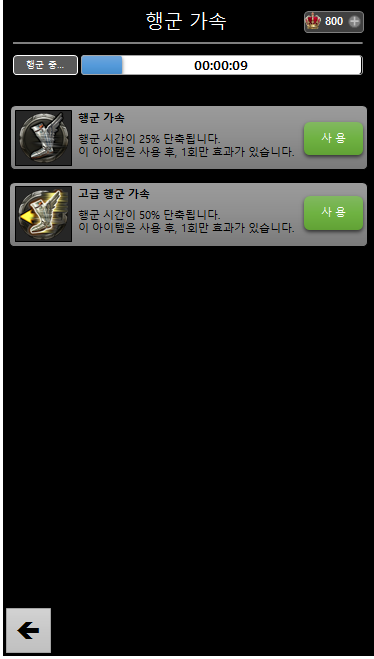 행군 가속
800
행군 중...
00:00:09
행군 가속
행군 시간이 25% 단축됩니다.
이 아이템은 사용 후, 1회만 효과가 있습니다.
사 용
고급 행군 가속
행군 시간이 50% 단축됩니다.
이 아이템은 사용 후, 1회만 효과가 있습니다.
사 용